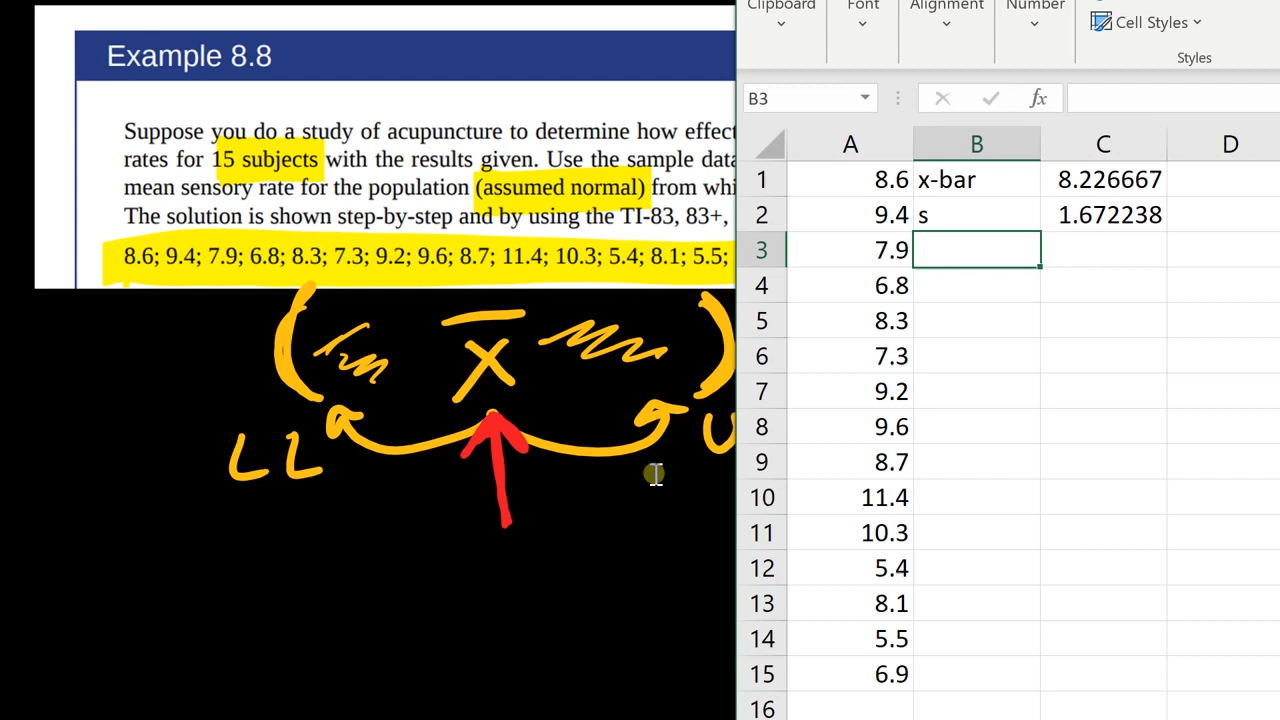 Example 8.8
Suppose you do a study of acupuncture to determine how effect
rates for 15 subjects with the results given. Use the sample data
mean sensory rate for the population (assumed normal) from whi
The solution is shown step-by-step and by using the TI-83, 83+,
8.6; 9.4; 7.9; 6.8; 8.3; 7.3; 9.2; 9.6; 8.7; 11.4; 10.3; 5.4; 8.1; 5.5;
( X )
LL U
Clipboard Font Alignment Number Cell Styles
Styles
B3 fx
A B C D
1 8.6 x-bar 8.226667
2 9.4 s 1.672238
3 7.9
4 6.8
5 8.3
6 7.3
7 9.2
8 9.6
9 8.7
10 11.4
11 10.3
12 5.4
13 8.1
14 5.5
15 6.9
16